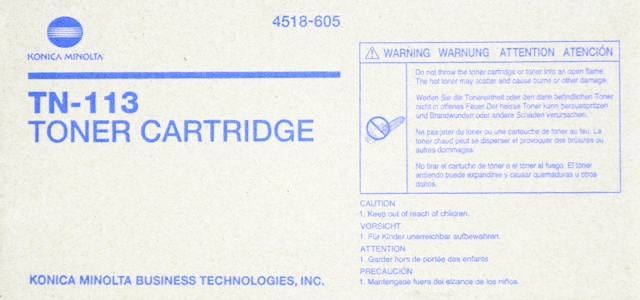 4518-605
KONICA MINOLTA
TN-113
TONER CARTRIDGE
WARNING WARNUNG ATTENTION ATENCIÓN
Do not throw the toner cartridge or toner into an open flame.
The hot toner may scatter and cause burns or other damage.
Werfen Sie die Tonereinheit oder den darin befindlichen Toner
nicht in offenes Feuer.Der heisse Toner kann herausspritzen
und Brandwunden oder andere Schäden verursachen.
Ne pas jeter du toner ou une cartouche de toner au feu. La
toner chaud peut se disperser et provoquer des brûlures ou
autres dommages.
No tirar el cartucho de tóner o el tóner al fuego. El tóner
ardiendo puede expandirse y causar quemaduras u otros
daños.
CAUTION
1. Keep out of reach of children.
VORSICHT
1. Für Kinder unerreichbar aufbewahren.
ATTENTION
1. Garder hors de portée des enfants
PRECAUCIÓN
1. Mantengase fuera del alcance de los niños.
KONICA MINOLTA BUSINESS TECHNOLOGIES, INC.